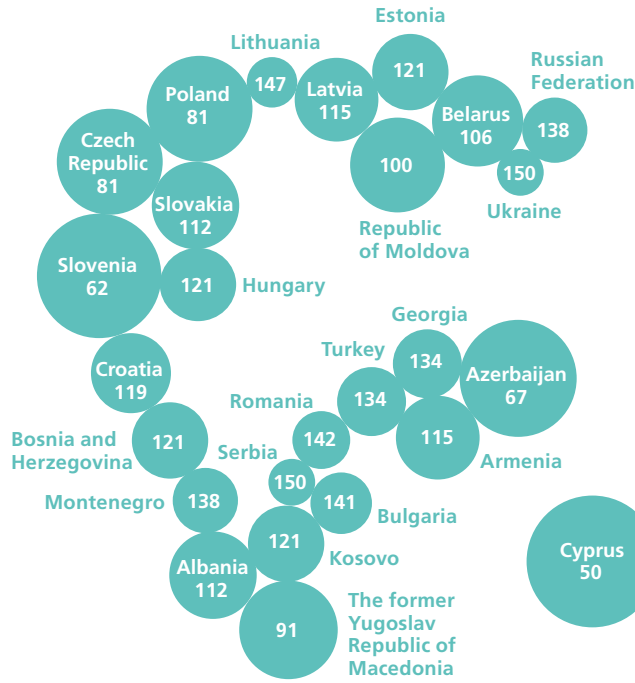 Estonia
121
Lithuania
147
Latvia
115
Russian
Federation
138
Poland
81
Belarus
106
150
Ukraine
Czech
Republic
81
100
Republic
of Moldova
Slovakia
112
Slovenia
62
121
Hungary
Georgia
134
Turkey
134
Azerbaijan
67
Croatia
119
Romania
142
115
Armenia
Bosnia and
Herzegovina
121
Serbia
150
Montenegro
138
141
Bulgaria
121
Kosovo
Albania
112
Cyprus
50
91
The former
Yugoslav
Republic of
Macedonia